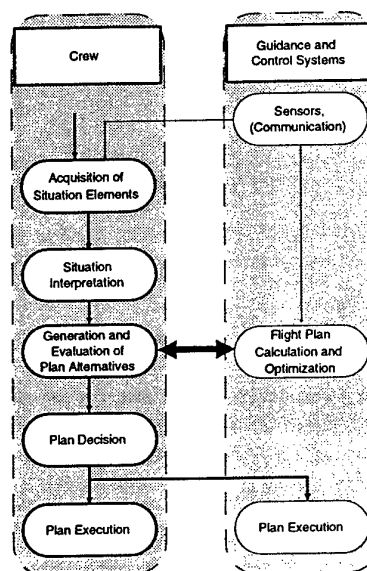 Crew
Guidance and
Control Systems
Sensors,
(Communication)
Acquisition of
Situation Elements
Situation
Interpretation
Generation and
Evaluation of
Plan Alternatives
Flight Plan
Calculation and
Optimization
Plan Decision
Plan Execution
Plan Execution